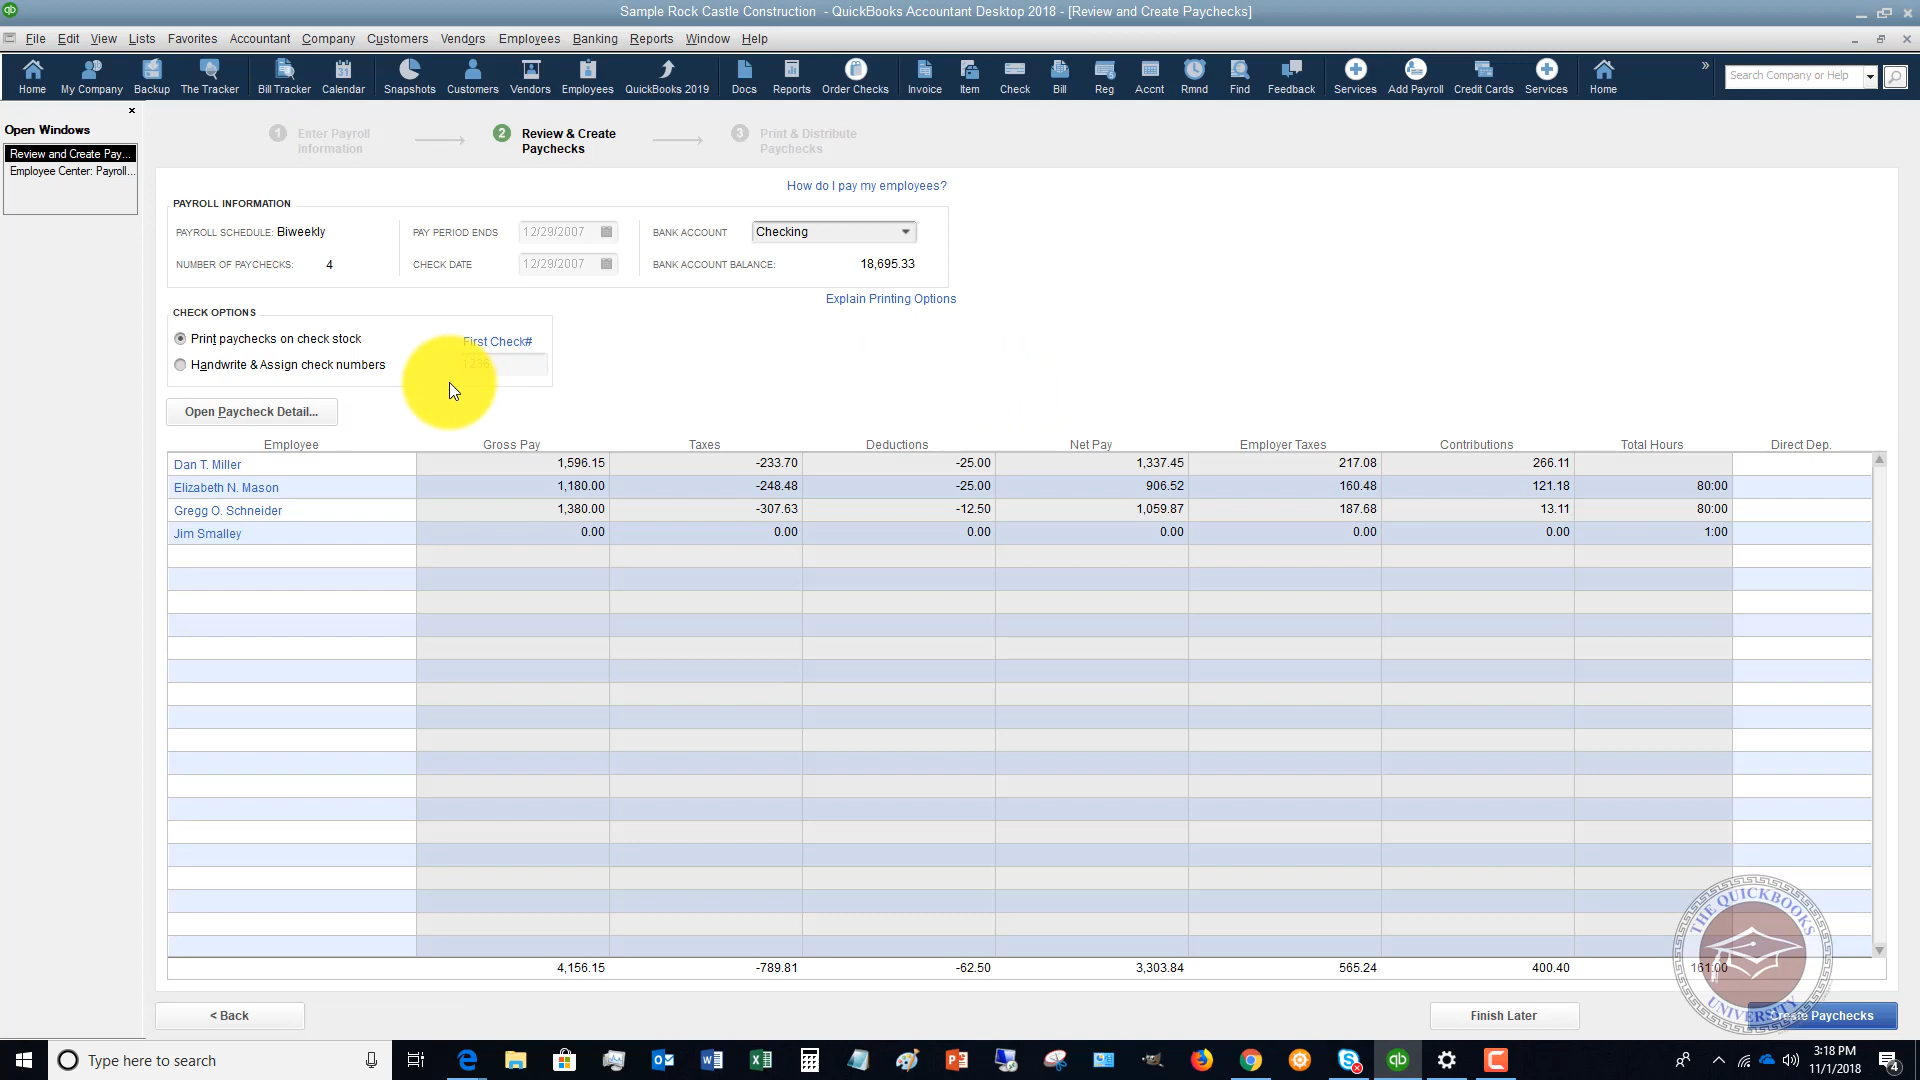 Sample Rock Castle Construction - QuickBooks Accountant Desktop 2018 - [Review and Create Paychecks]
File Edit View Lists Favorites Accountant Company Customers Vendors Employees Banking Reports Window Help
Home My Company Backup The Tracker Bill Tracker Calendar Snapshots Customers Vendors Employees QuickBooks 2019 Docs Reports Order Checks Invoice Item Check Bill Reg Accnt Rmnd Find Feedback Services Add Payroll Credit Cards Services Home » Search Company or Help
Open Windows
Review and Create Pay...
Employee Center: Payroll...
1 Enter Payroll Information
2 Review & Create Paychecks
3 Print & Distribute Paychecks
How do I pay my employees?
PAYROLL INFORMATION
PAYROLL SCHEDULE: Biweekly PAY PERIOD ENDS 12/29/2007 BANK ACCOUNT Checking
NUMBER OF PAYCHECKS: 4 CHECK DATE 12/29/2007 BANK ACCOUNT BALANCE: 18,695.33
Explain Printing Options
CHECK OPTIONS
Print paychecks on check stock First Check#
Handwrite & Assign check numbers
Open Paycheck Detail...
Employee Gross Pay Taxes Deductions Net Pay Employer Taxes Contributions Total Hours Direct Dep.
Dan T. Miller 1,596.15 -233.70 -25.00 1,337.45 217.08 266.11
Elizabeth N. Mason 1,180.00 -248.48 -25.00 906.52 160.48 121.18 80:00
Gregg O. Schneider 1,380.00 -307.63 -12.50 1,059.87 187.68 13.11 80:00
Jim Smalley 0.00 0.00 0.00 0.00 0.00 0.00 1:00
4,156.15 -789.81 -62.50 3,303.84 565.24 400.40 161:00
THE QUICKBOOKS UNIVERSITY
< Back Finish Later Create Paychecks
Type here to search
3:18 PM
11/1/2018
4